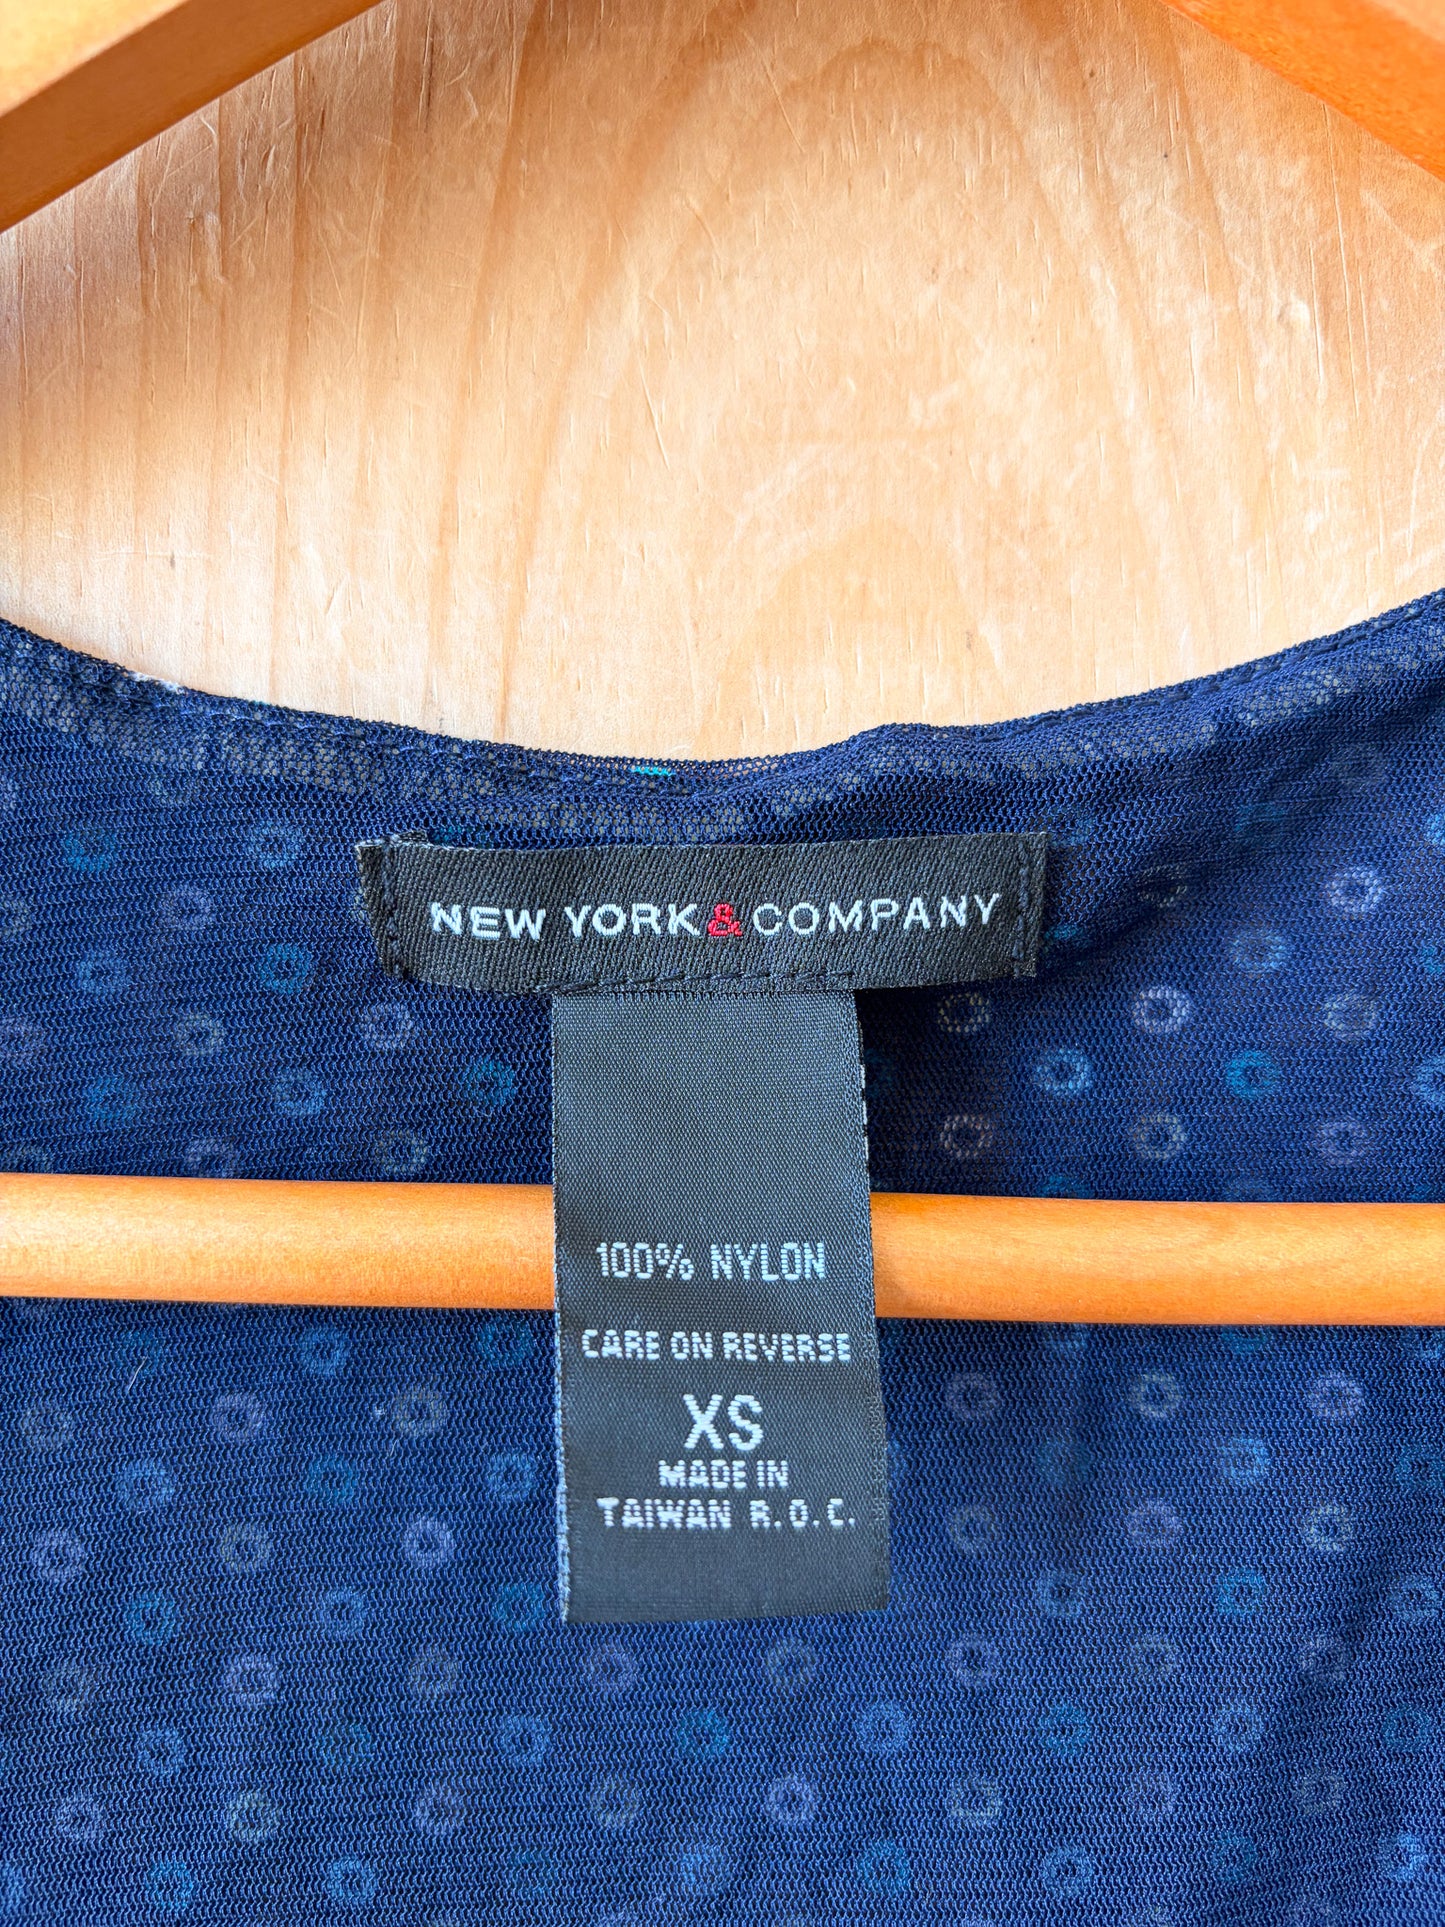 NEW YORK & COMPANY
100% NYLON
CARE ON REVERSE
XS
MADE IN
TAIWAN R.O.C.